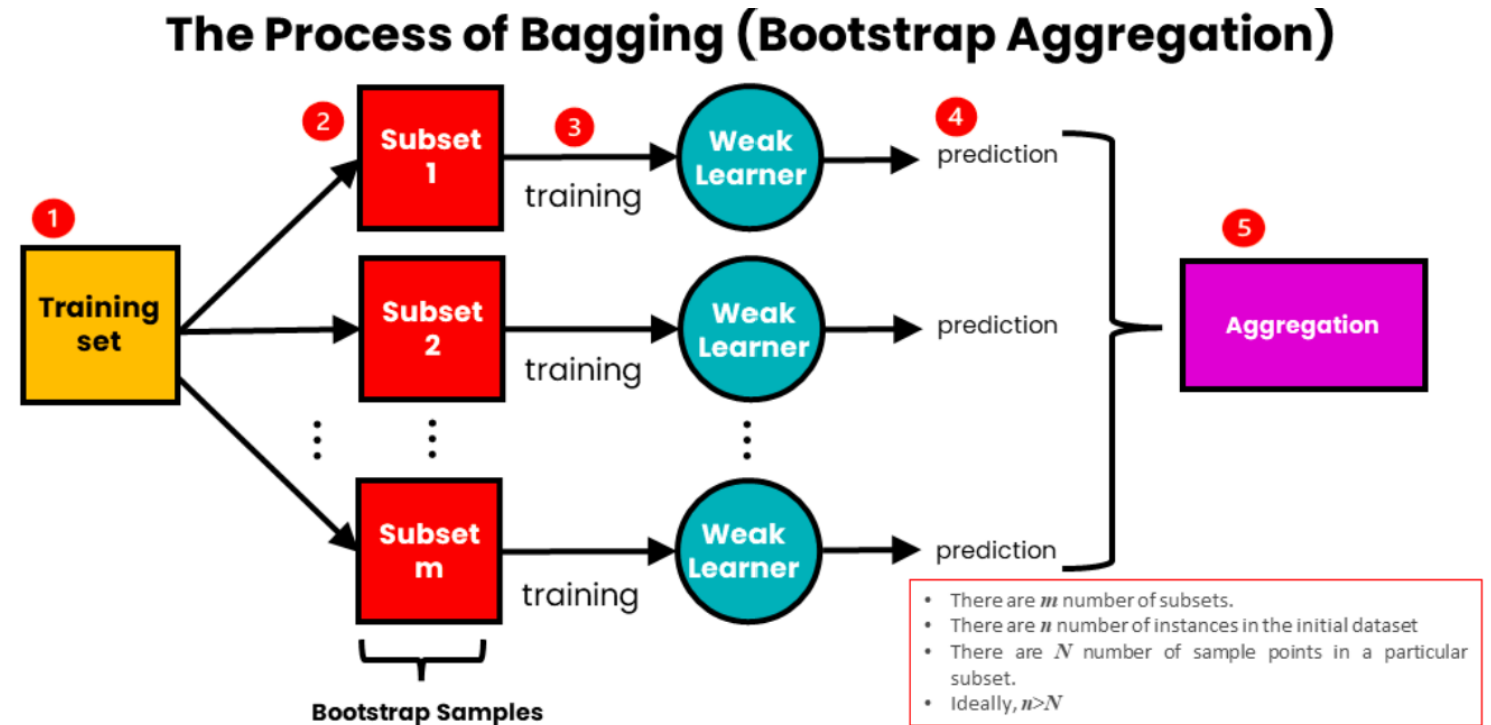 The Process of Bagging (Bootstrap Aggregation)
1
Training
set
2
Subset
1
3
training
Weak
Learner
4
prediction
Subset
2
training
Weak
Learner
prediction
Subset
m
training
Weak
Learner
prediction
5
Aggregation
Bootstrap Samples
• There are m number of subsets.
• There are n number of instances in the initial dataset
• There are N number of sample points in a particular
subset.
• Ideally, n>N